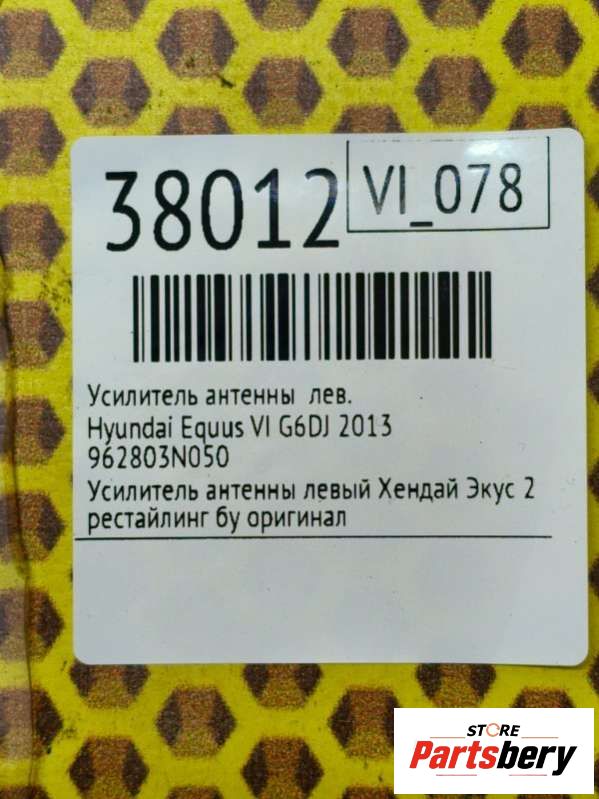 38012
VI_078
Усилитель антенны лев.
Hyundai Equus VI G6DJ 2013
962803N050
Усилитель антенны левый Хендай Экус 2
рестайлинг бу оригинал
STORE
Partsbery